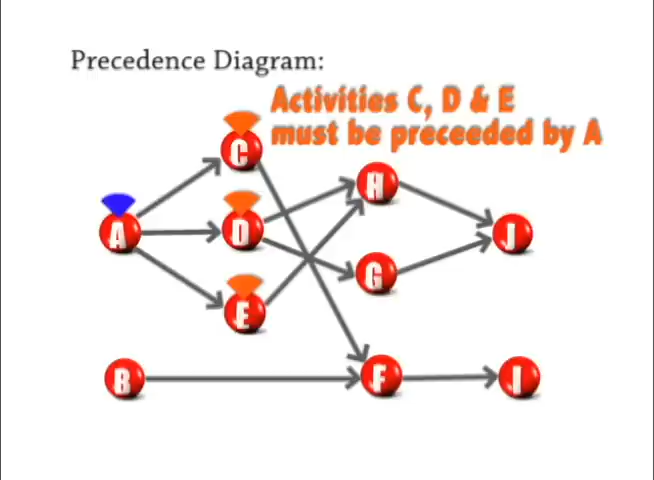 Precedence Diagram:
Activities C, D & E
must be preceeded by A
C
H
A
D
J
G
E
B
F
I